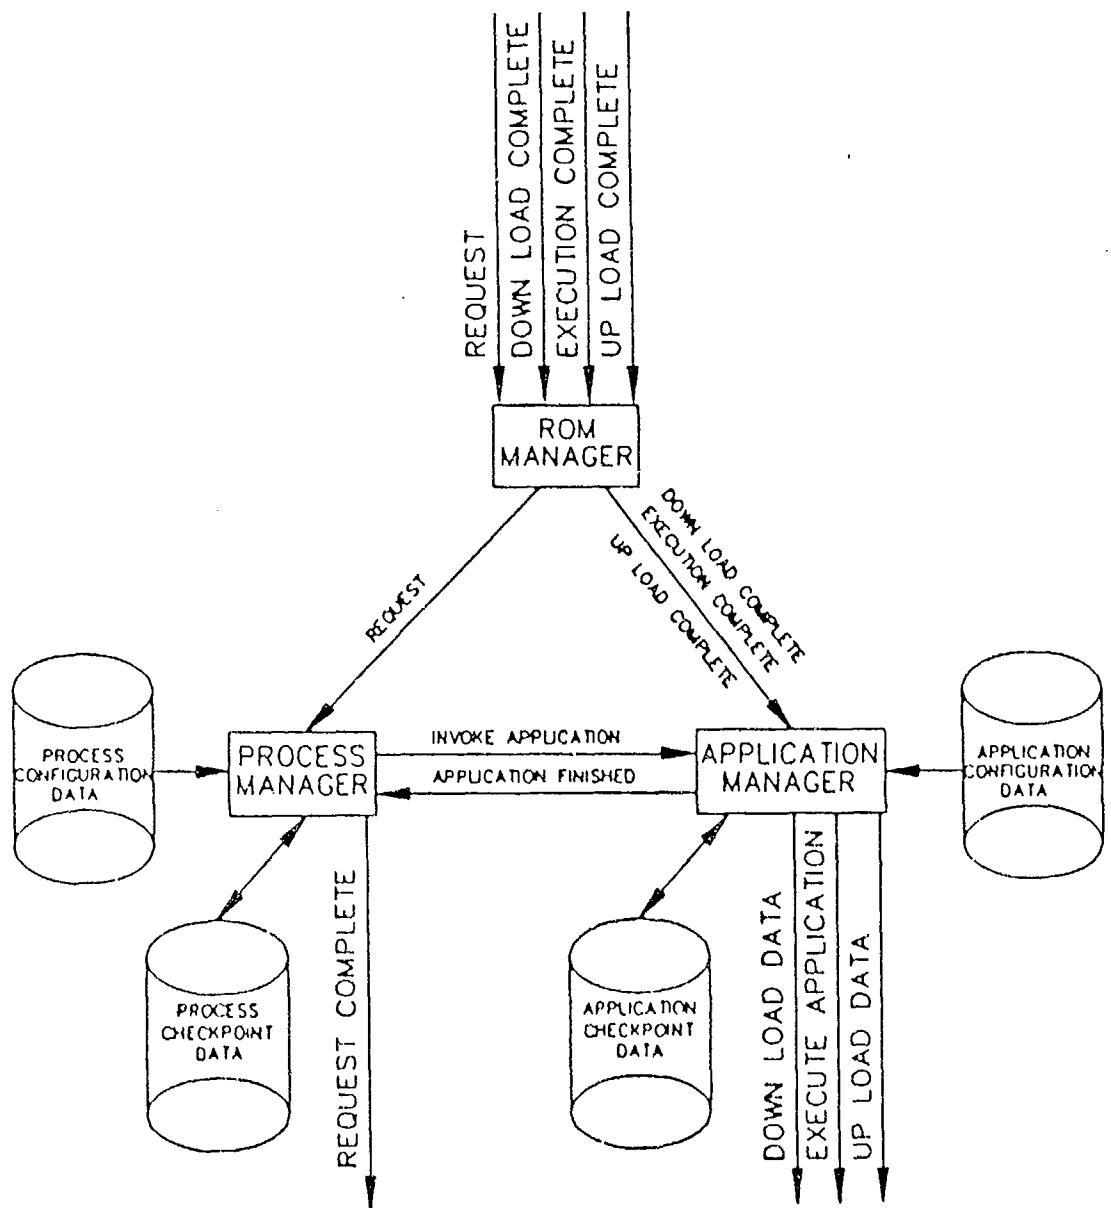 REQUEST
DOWN LOAD COMPLETE
EXECUTION COMPLETE
UP LOAD COMPLETE
ROM
MANAGER
REQUEST
DOWN LOAD COMPLETE
EXECUTION COMPLETE
UP LOAD COMPLETE
PROCESS
CONFIGURATION
DATA
PROCESS
MANAGER
INVOKE APPLICATION
APPLICATION FINISHED
APPLICATION
MANAGER
APPLICATION
CONFIGURATION
DATA
PROCESS
CHECKPOINT
DATA
REQUEST COMPLETE
APPLICATION
CHECKPOINT
DATA
DOWN LOAD DATA
EXECUTE APPLICATION
UP LOAD DATA